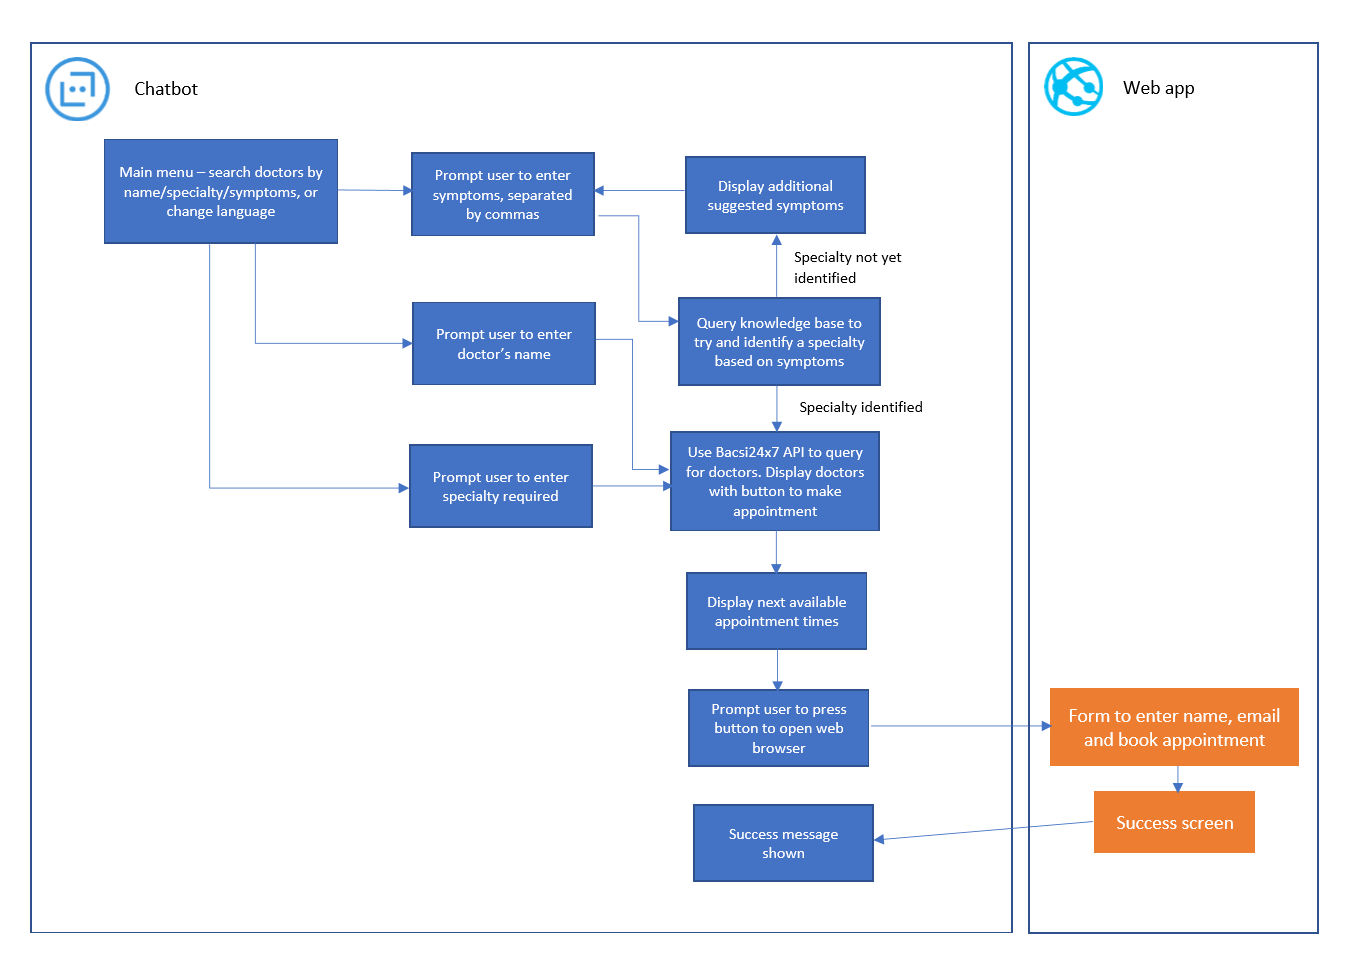 Chatbot
Web app
Main menu – search doctors by
name/specialty/symptoms, or
change language
Prompt user to enter
symptoms, separated
by commas
Display additional
suggested symptoms
Specialty not yet
identified
Prompt user to enter
doctor’s name
Query knowledge base to
try and identify a specialty
based on symptoms
Specialty identified
Prompt user to enter
specialty required
Use Bacsi24x7 API to query
for doctors. Display doctors
with button to make
appointment
Display next available
appointment times
Prompt user to press
button to open web
browser
Form to enter name, email
and book appointment
Success screen
Success message
shown